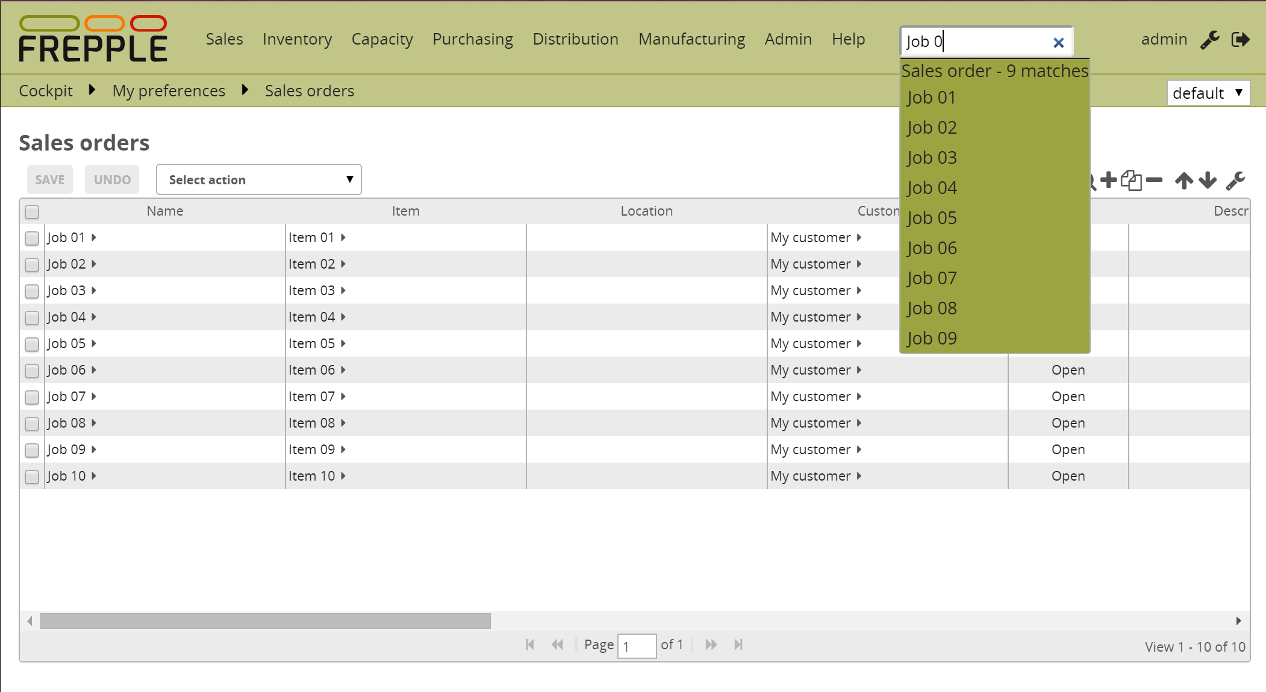 FREPPLE
Sales Inventory Capacity Purchasing Distribution Manufacturing Admin Help Job 0 admin
Sales order - 9 matches
Job 01
Job 02
Job 03
Job 04
Job 05
Job 06
Job 07
Job 08
Job 09
Cockpit My preferences Sales orders default
Sales orders
SAVE UNDO Select action
Name Item Location Custon Descr
Job 01 Item 01 My customer
Job 02 Item 02 My customer
Job 03 Item 03 My customer
Job 04 Item 04 My customer
Job 05 Item 05 My customer
Job 06 Item 06 My customer Open
Job 07 Item 07 My customer Open
Job 08 Item 08 My customer Open
Job 09 Item 09 My customer Open
Job 10 Item 10 My customer Open
Page 1 of 1 View 1 - 10 of 10